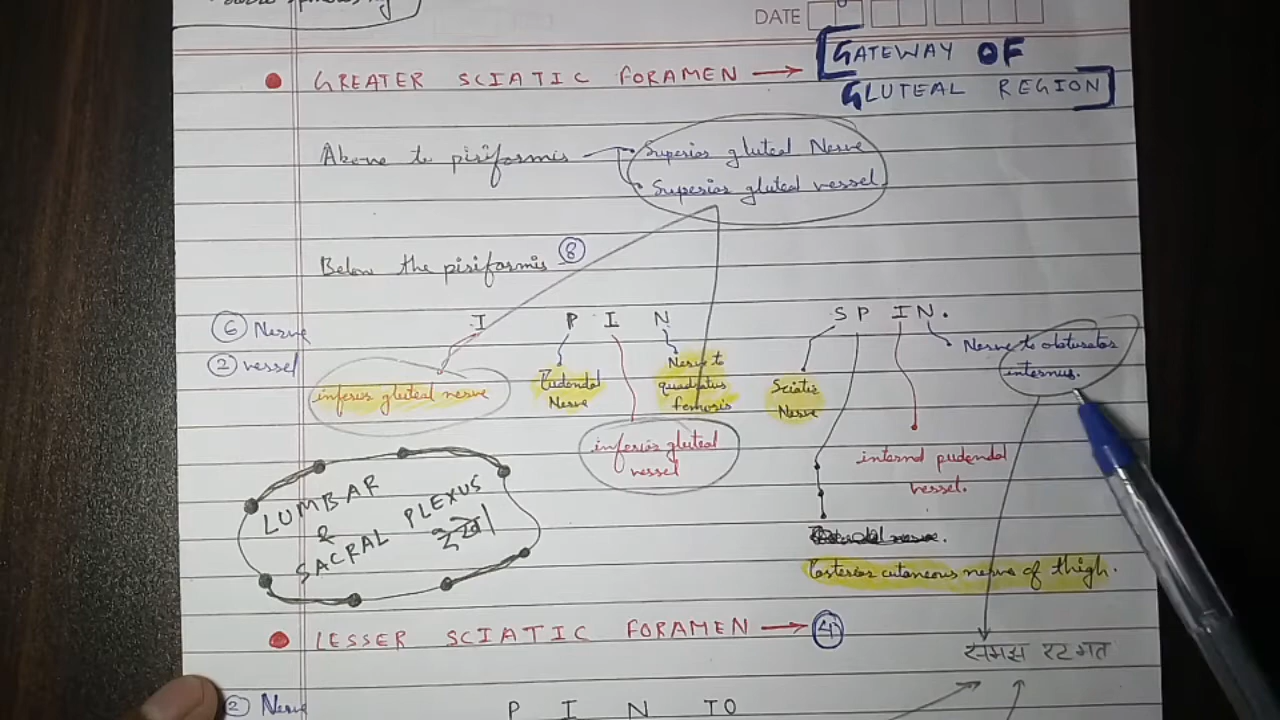 DATE
GREATER SCIATIC FORAMEN → [GATEWAY OF
GLUTEAL REGION]
Above to piriformis
Superior gluteal Nerve
Superior gluteal vessel
Below the piriformis ⑧
⑥ Nerve
② vessel
I P I N S P I N.
inferior gluteal nerve
Pudendal
Nerve
inferior gluteal
vessel
Nerve to
quadratus
femoris
Sciatic
Nerve
Posterior cutaneous nerve of thigh.
internal pudendal
vessel.
Nerve to obturator
internus.
LUMBAR
&
SACRAL PLEXUS
देखें।
LESSER SCIATIC FORAMEN → ④
समझ रटमत
② Nerve
P I N TO